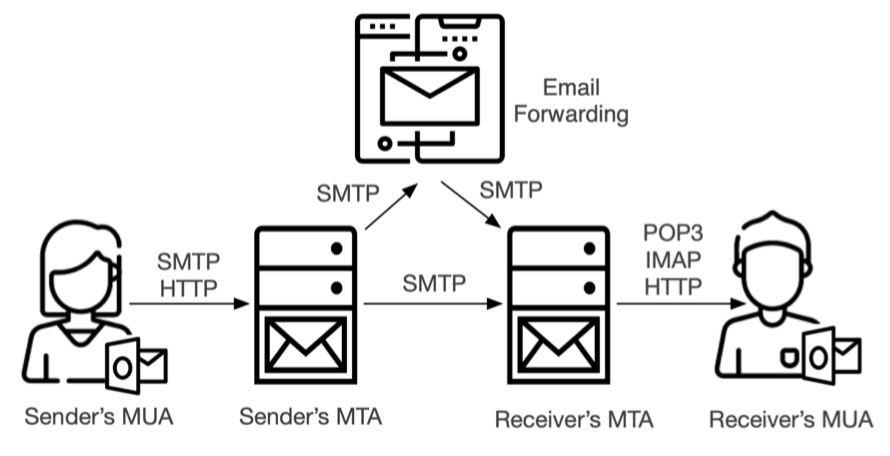 Email
Forwarding
SMTP
SMTP
SMTP
HTTP
SMTP
POP3
IMAP
HTTP
Sender's MUA
Sender's MTA
Receiver's MTA
Receiver's MUA